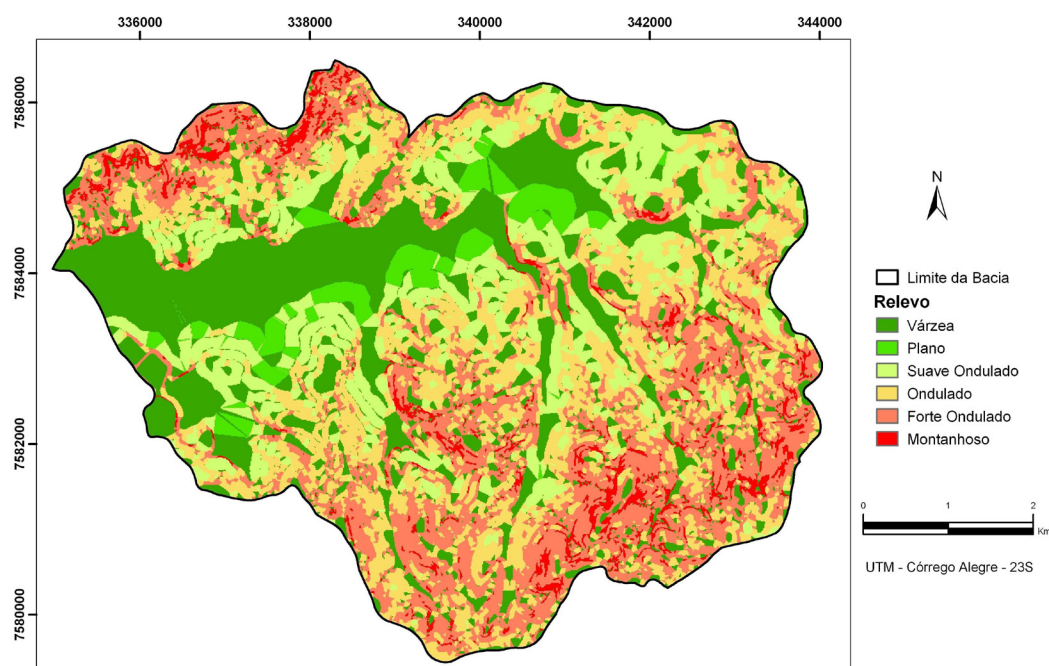 336000 338000 340000 342000 344000
7586000
7584000
7582000
7580000
N
Limite da Bacia
Relevo
Várzea
Plano
Suave Ondulado
Ondulado
Forte Ondulado
Montanhoso
0 1 2
Km
UTM - Córrego Alegre - 23S